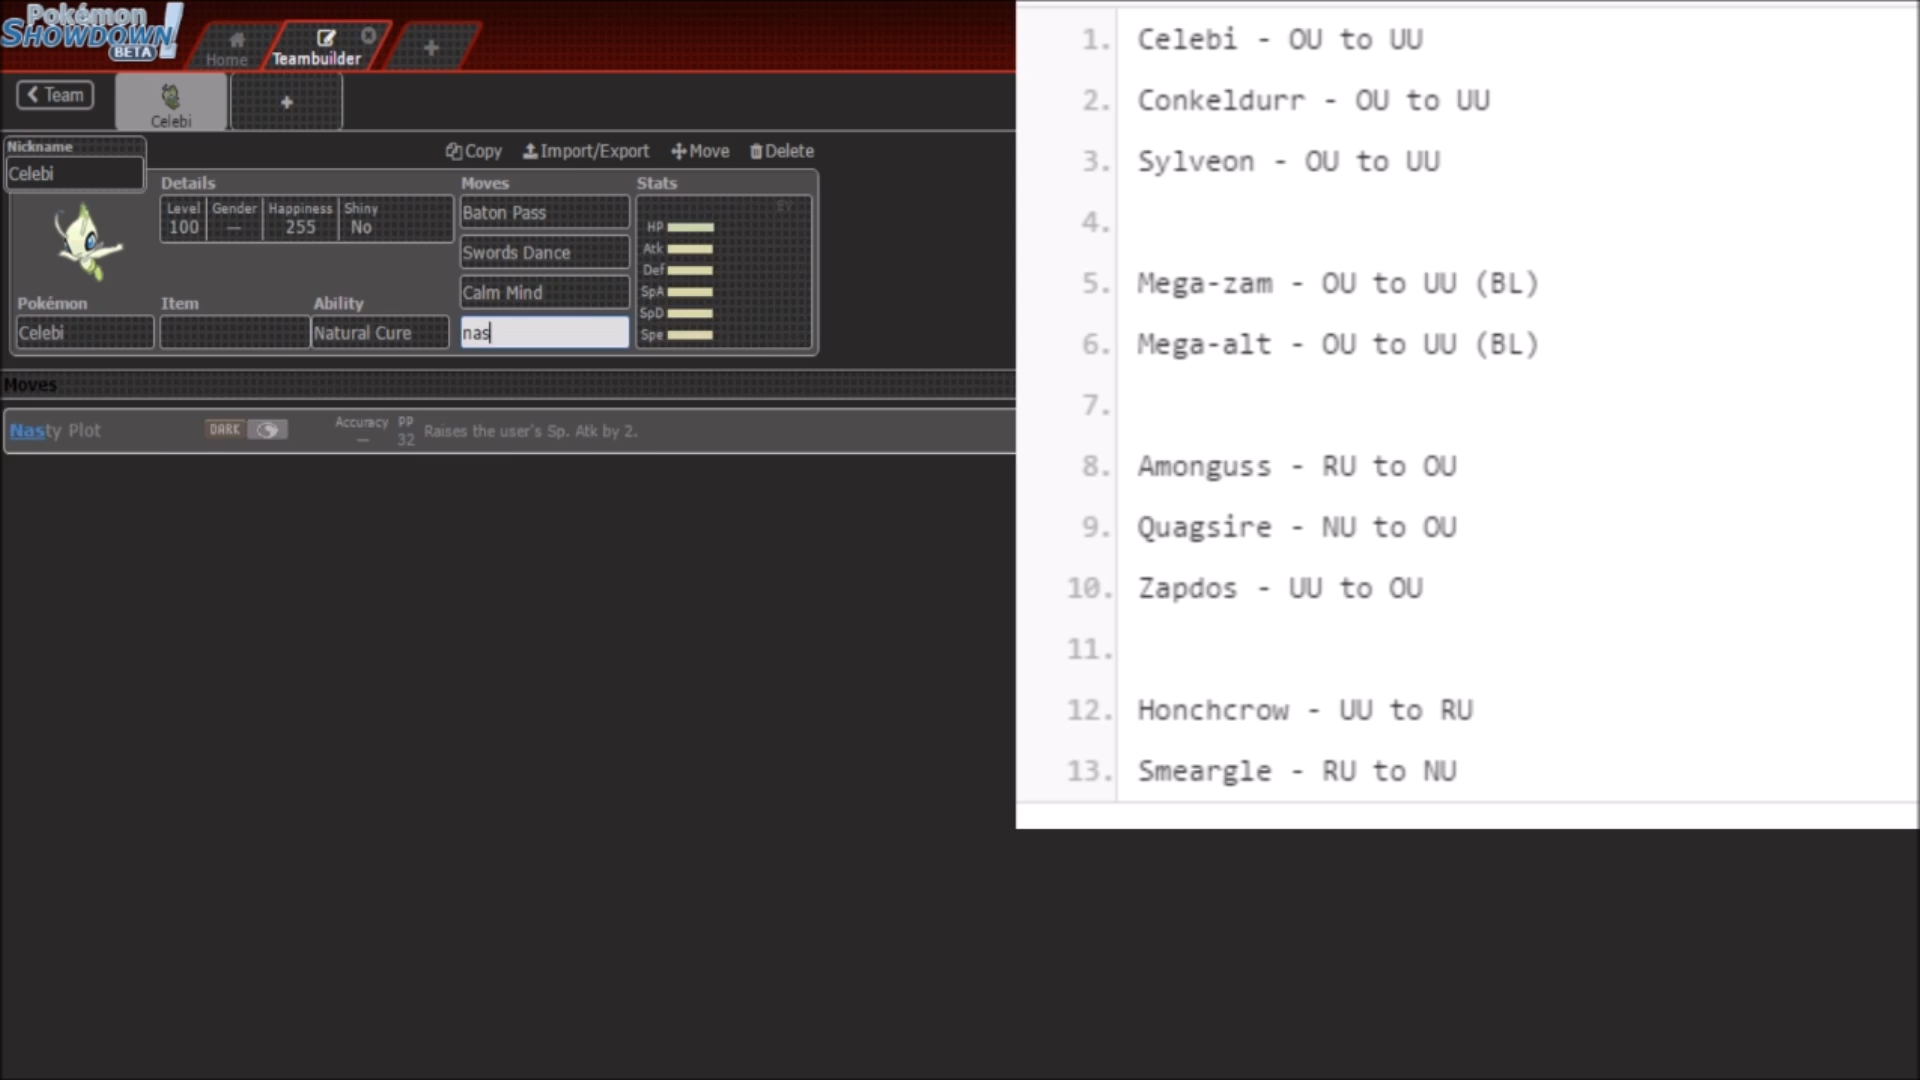 Pokémon
SHOWDOWN!
BETA
Home
Teambuilder
+
Team
Celebi
+
Nickname
Celebi
Copy
Import/Export
Move
Delete
Details
Moves
Stats
Level
Gender
Happiness
Shiny
100
—
255
No
Baton Pass
Swords Dance
Calm Mind
nas
EV
HP
Atk
Def
SpA
SpD
Spe
Pokémon
Item
Ability
Celebi
Natural Cure
Moves
Nasty Plot
DARK
Accuracy
—
PP
32
Raises the user's Sp. Atk by 2.
1. Celebi - OU to UU
2. Conkeldurr - OU to UU
3. Sylveon - OU to UU
4.
5. Mega-zam - OU to UU (BL)
6. Mega-alt - OU to UU (BL)
7.
8. Amonguss - RU to OU
9. Quagsire - NU to OU
10. Zapdos - UU to OU
11.
12. Honchcrow - UU to RU
13. Smeargle - RU to NU